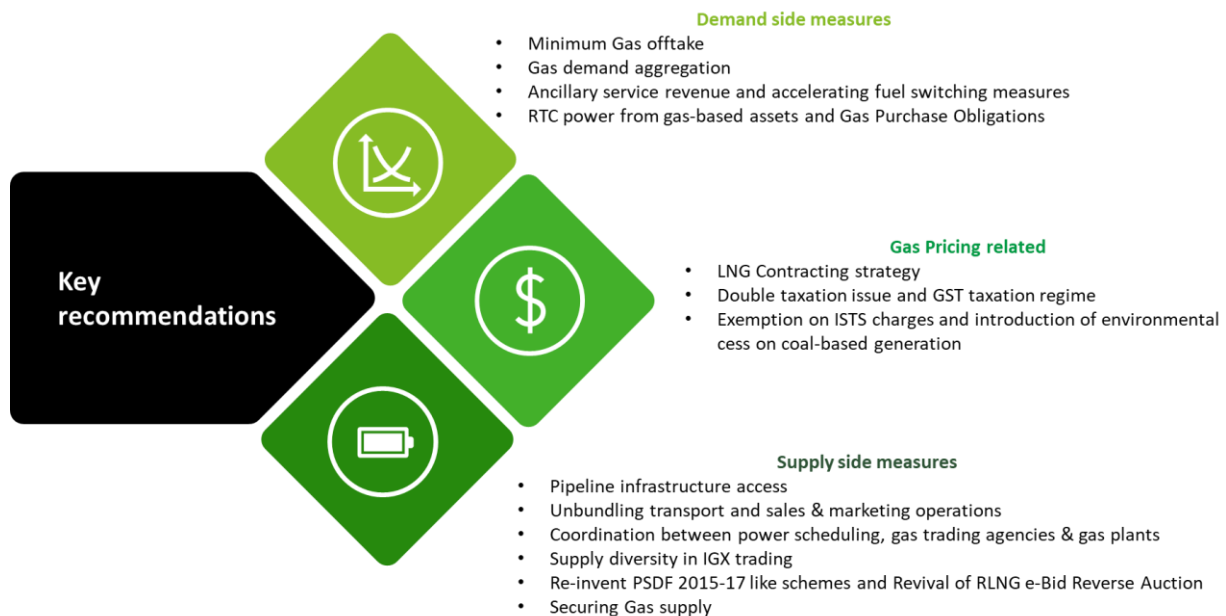 Key
recommendations
Demand side measures
• Minimum Gas offtake
• Gas demand aggregation
• Ancillary service revenue and accelerating fuel switching measures
• RTC power from gas-based assets and Gas Purchase Obligations
$
Gas Pricing related
• LNG Contracting strategy
• Double taxation issue and GST taxation regime
• Exemption on ISTS charges and introduction of environmental
cess on coal-based generation
Supply side measures
• Pipeline infrastructure access
• Unbundling transport and sales & marketing operations
• Coordination between power scheduling, gas trading agencies & gas plants
• Supply diversity in IGX trading
• Re-invent PSDF 2015-17 like schemes and Revival of RLNG e-Bid Reverse Auction
• Securing Gas supply